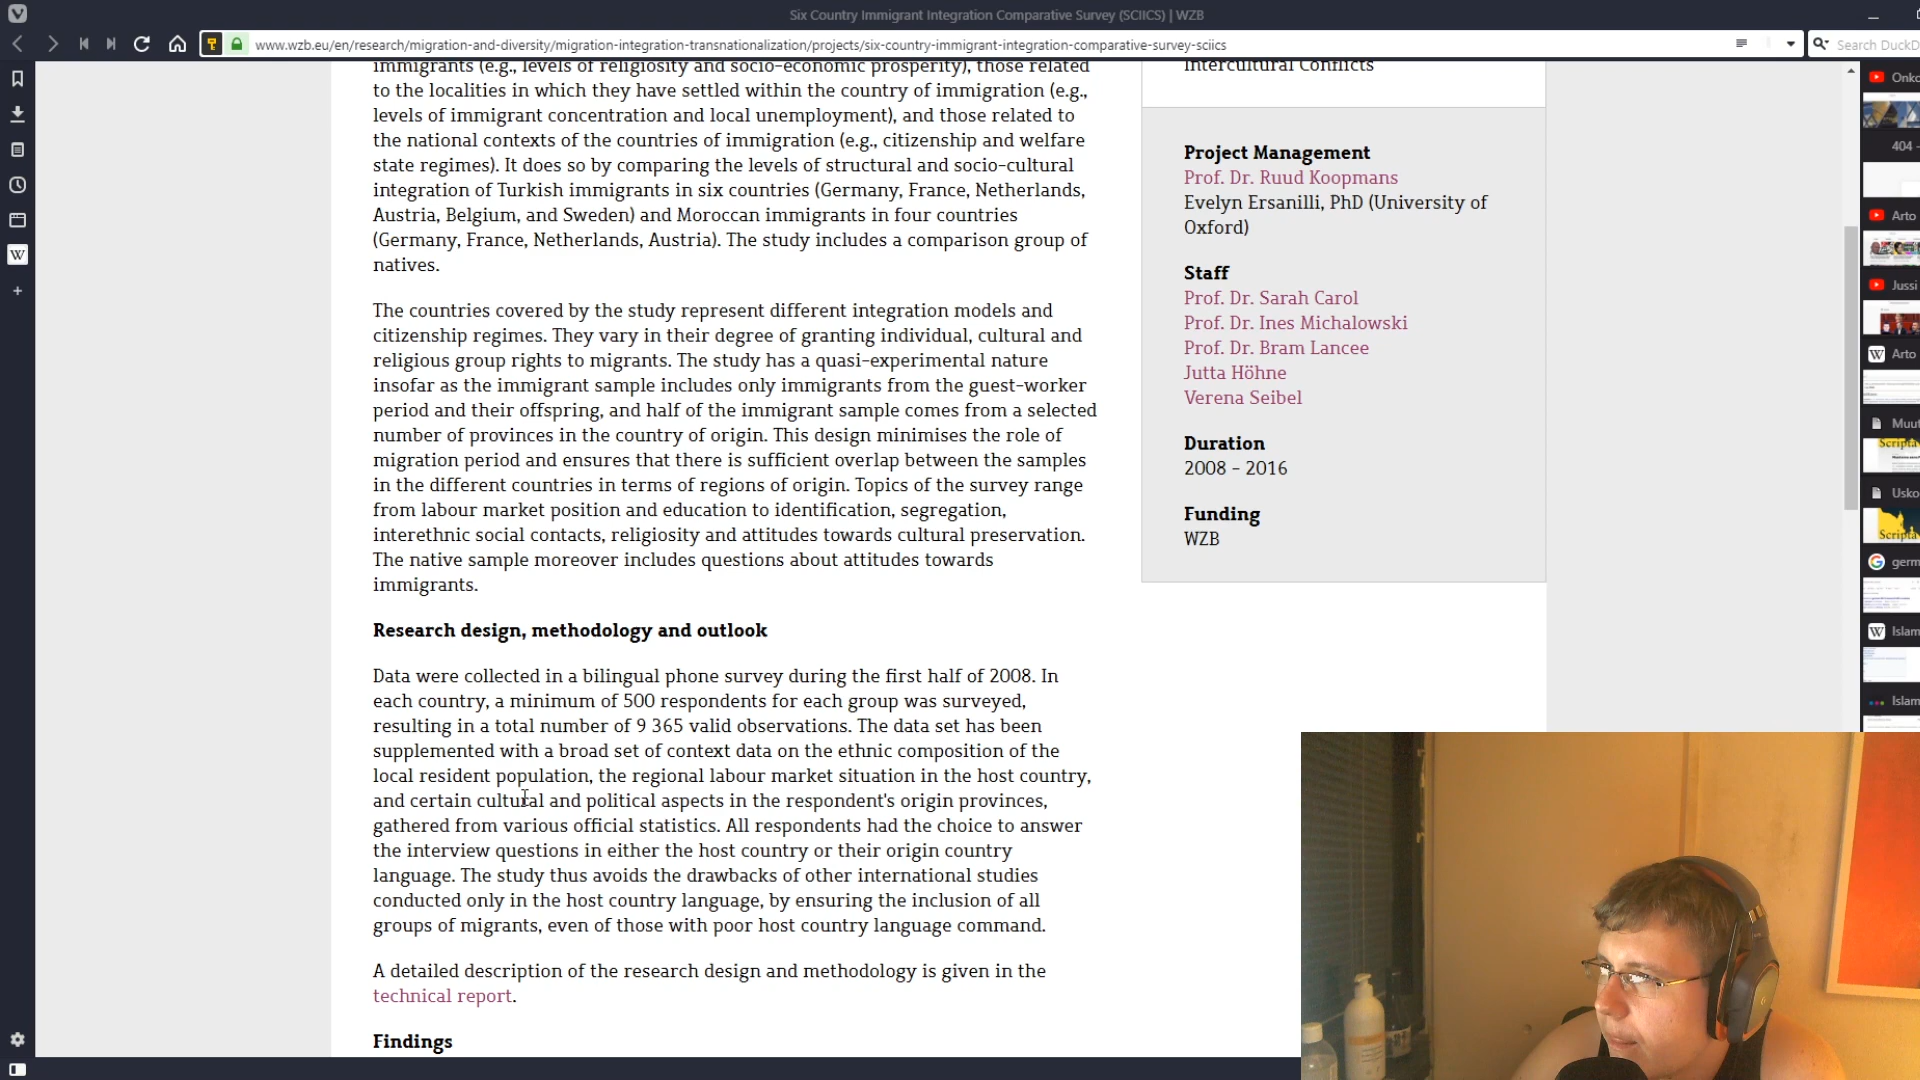 Six Country Immigrant Integration Comparative Survey (SCIICS) | WZB
www.wzb.eu/en/research/migration-and-diversity/migration-integration-transnationalization/projects/six-country-immigrant-integration-comparative-survey-sciics
Search DuckD
immigrants (e.g., levels of religiosity and socio-economic prosperity), those related
to the localities in which they have settled within the country of immigration (e.g.,
levels of immigrant concentration and local unemployment), and those related to
the national contexts of the countries of immigration (e.g., citizenship and welfare
state regimes). It does so by comparing the levels of structural and socio-cultural
integration of Turkish immigrants in six countries (Germany, France, Netherlands,
Austria, Belgium, and Sweden) and Moroccan immigrants in four countries
(Germany, France, Netherlands, Austria). The study includes a comparison group of
natives.
The countries covered by the study represent different integration models and
citizenship regimes. They vary in their degree of granting individual, cultural and
religious group rights to migrants. The study has a quasi-experimental nature
insofar as the immigrant sample includes only immigrants from the guest-worker
period and their offspring, and half of the immigrant sample comes from a selected
number of provinces in the country of origin. This design minimises the role of
migration period and ensures that there is sufficient overlap between the samples
in the different countries in terms of regions of origin. Topics of the survey range
from labour market position and education to identification, segregation,
interethnic social contacts, religiosity and attitudes towards cultural preservation.
The native sample moreover includes questions about attitudes towards
immigrants.
Research design, methodology and outlook
Data were collected in a bilingual phone survey during the first half of 2008. In
each country, a minimum of 500 respondents for each group was surveyed,
resulting in a total number of 9 365 valid observations. The data set has been
supplemented with a broad set of context data on the ethnic composition of the
local resident population, the regional labour market situation in the host country,
and certain cultural and political aspects in the respondent's origin provinces,
gathered from various official statistics. All respondents had the choice to answer
the interview questions in either the host country or their origin country
language. The study thus avoids the drawbacks of other international studies
conducted only in the host country language, by ensuring the inclusion of all
groups of migrants, even of those with poor host country language command.
A detailed description of the research design and methodology is given in the
technical report.
Findings
Intercultural Conflicts
Project Management
Prof. Dr. Ruud Koopmans
Evelyn Ersanilli, PhD (University of
Oxford)
Staff
Prof. Dr. Sarah Carol
Prof. Dr. Ines Michalowski
Prof. Dr. Bram Lancee
Jutta Höhne
Verena Seibel
Duration
2008 - 2016
Funding
WZB
Onko
404 -
Arto
Jussi
Arto
Muut
Scripta
Usko
Scripta
germ
Islam
Islam